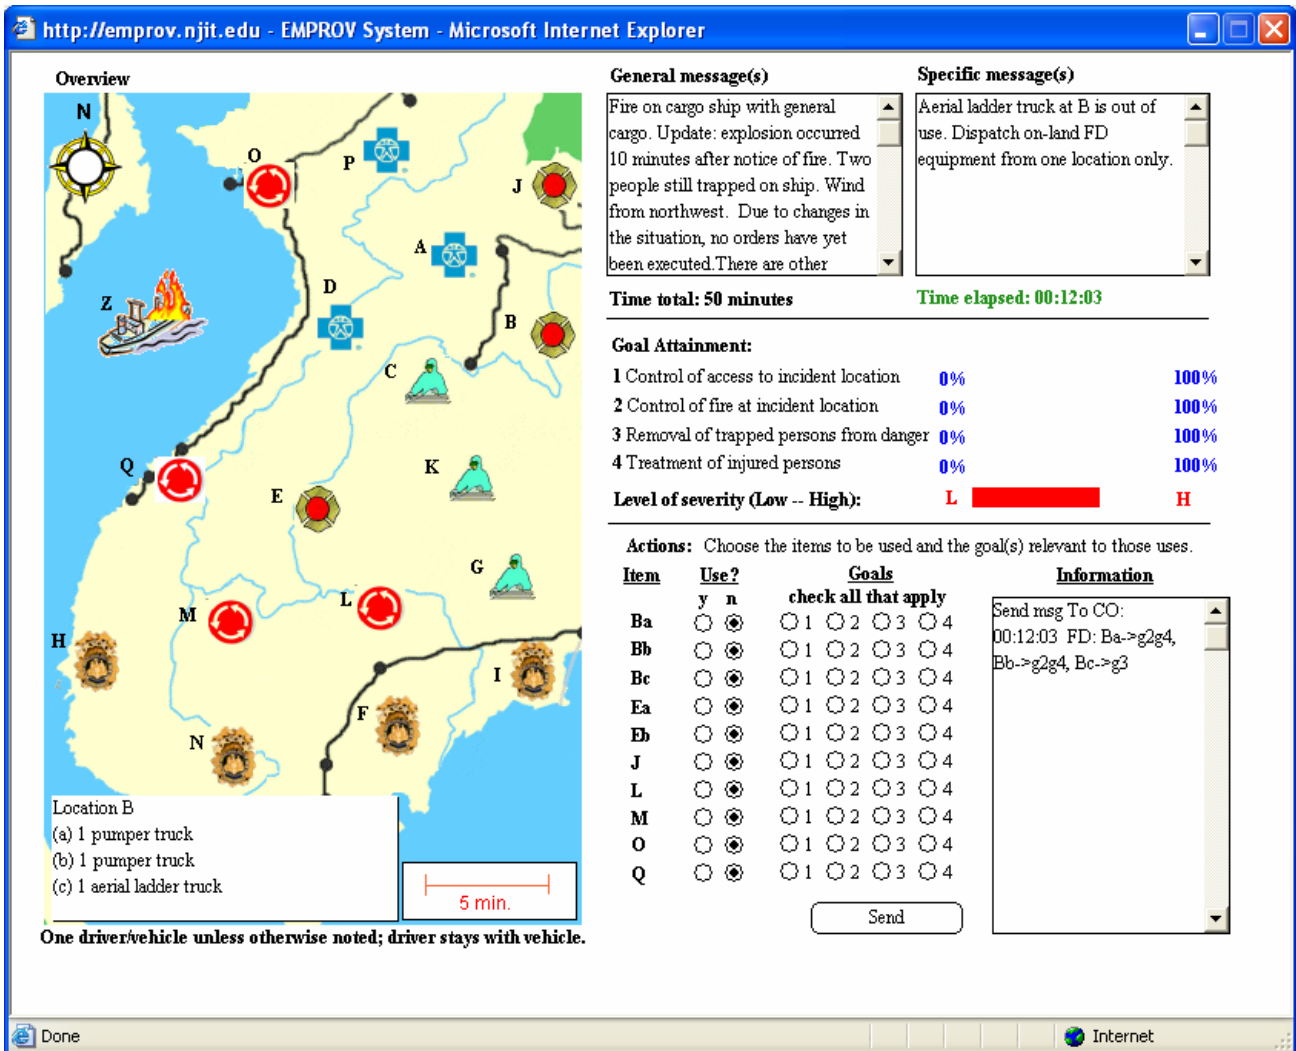 http://emprov.njit.edu - EMPROV System - Microsoft Internet Explorer
Overview
N
O
P
J
A
D
Z
B
C
Q
K
E
G
M
L
H
I
F
N
Location B
(a) 1 pumper truck
(b) 1 pumper truck
(c) 1 aerial ladder truck
5 min.
One driver/vehicle unless otherwise noted; driver stays with vehicle.
General message(s)
Fire on cargo ship with general
cargo. Update: explosion occurred
10 minutes after notice of fire. Two
people still trapped on ship. Wind
from northwest.  Due to changes in
the situation, no orders have yet
been executed.There are other
Specific message(s)
Aerial ladder truck at B is out of
use. Dispatch on-land FD
equipment from one location only.
Time total: 50 minutes
Time elapsed: 00:12:03
Goal Attainment:
1 Control of access to incident location 0% 100%
2 Control of fire at incident location 0% 100%
3 Removal of trapped persons from danger 0% 100%
4 Treatment of injured persons 0% 100%
Level of severity (Low -- High): L H
Actions: Choose the items to be used and the goal(s) relevant to those uses.
Item Use? Goals Information
y n check all that apply
Ba 1 2 3 4
Bb 1 2 3 4
Bc 1 2 3 4
Ea 1 2 3 4
Eb 1 2 3 4
J 1 2 3 4
L 1 2 3 4
M 1 2 3 4
O 1 2 3 4
Q 1 2 3 4
Send
Send msg To CO:
00:12:03  FD: Ba->g2g4,
Bb->g2g4, Bc->g3
Done
Internet